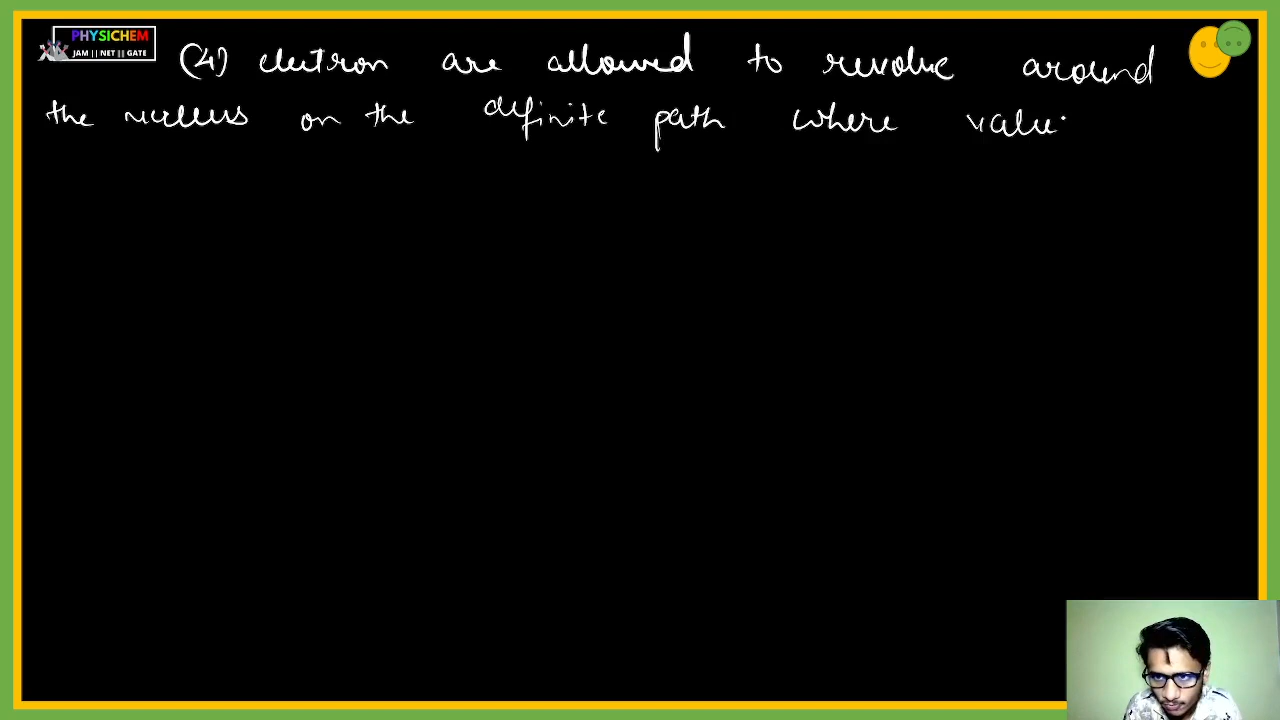 PHYSICHEM
JAM || NET || GATE
(4) electron are allowed to revolve around
the nucleus on the definite path where value